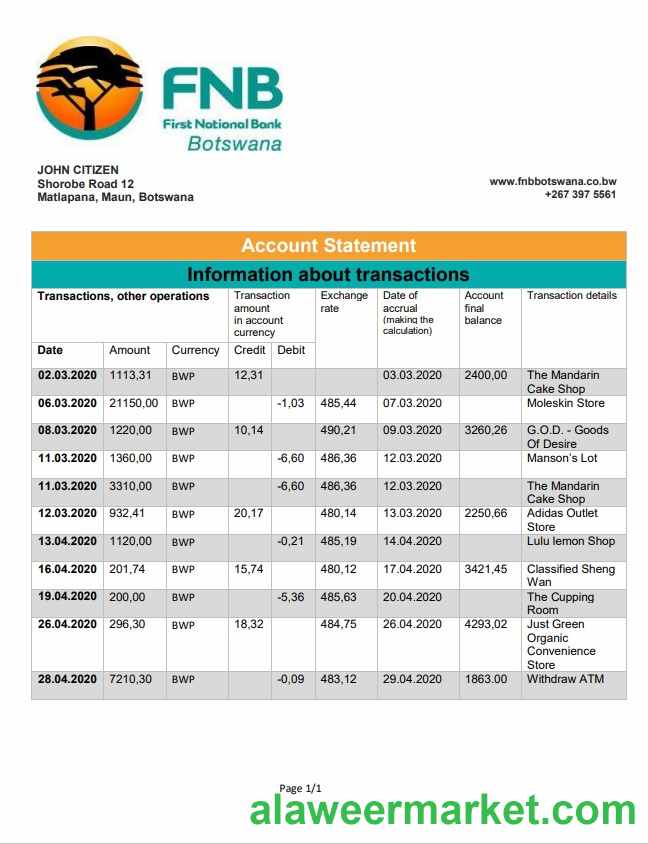 FNB
First National Bank
Botswana
JOHN CITIZEN
Shorobe Road 12
Matlapana, Maun, Botswana
www.fnbbotswana.co.bw
+267 397 5561
Account Statement
Information about transactions
Transactions, other operations
Transaction
amount
in account
currency
Exchange
rate
Date of
accrual
(making the
calculation)
Account
final
balance
Transaction details
Date Amount Currency Credit Debit
02.03.2020 1113,31 BWP 12,31 03.03.2020 2400,00 The Mandarin
Cake Shop
06.03.2020 21150,00 BWP -1,03 485,44 07.03.2020 Moleskin Store
08.03.2020 1220,00 BWP 10,14 490,21 09.03.2020 3260,26 G.O.D. - Goods
Of Desire
11.03.2020 1360,00 BWP -6,60 486,36 12.03.2020 Manson's Lot
11.03.2020 3310,00 BWP -6,60 486,36 12.03.2020 The Mandarin
Cake Shop
12.03.2020 932,41 BWP 20,17 480,14 13.03.2020 2250,66 Adidas Outlet
Store
13.04.2020 1120,00 BWP -0,21 485,19 14.04.2020 Lulu lemon Shop
16.04.2020 201,74 BWP 15,74 480,12 17.04.2020 3421,45 Classified Sheng
Wan
19.04.2020 200,00 BWP -5,36 485,63 20.04.2020 The Cupping
Room
26.04.2020 296,30 BWP 18,32 484,75 26.04.2020 4293,02 Just Green
Organic
Convenience
Store
28.04.2020 7210,30 BWP -0,09 483,12 29.04.2020 1863.00 Withdraw ATM
Page 1/1
alaweermarket.com